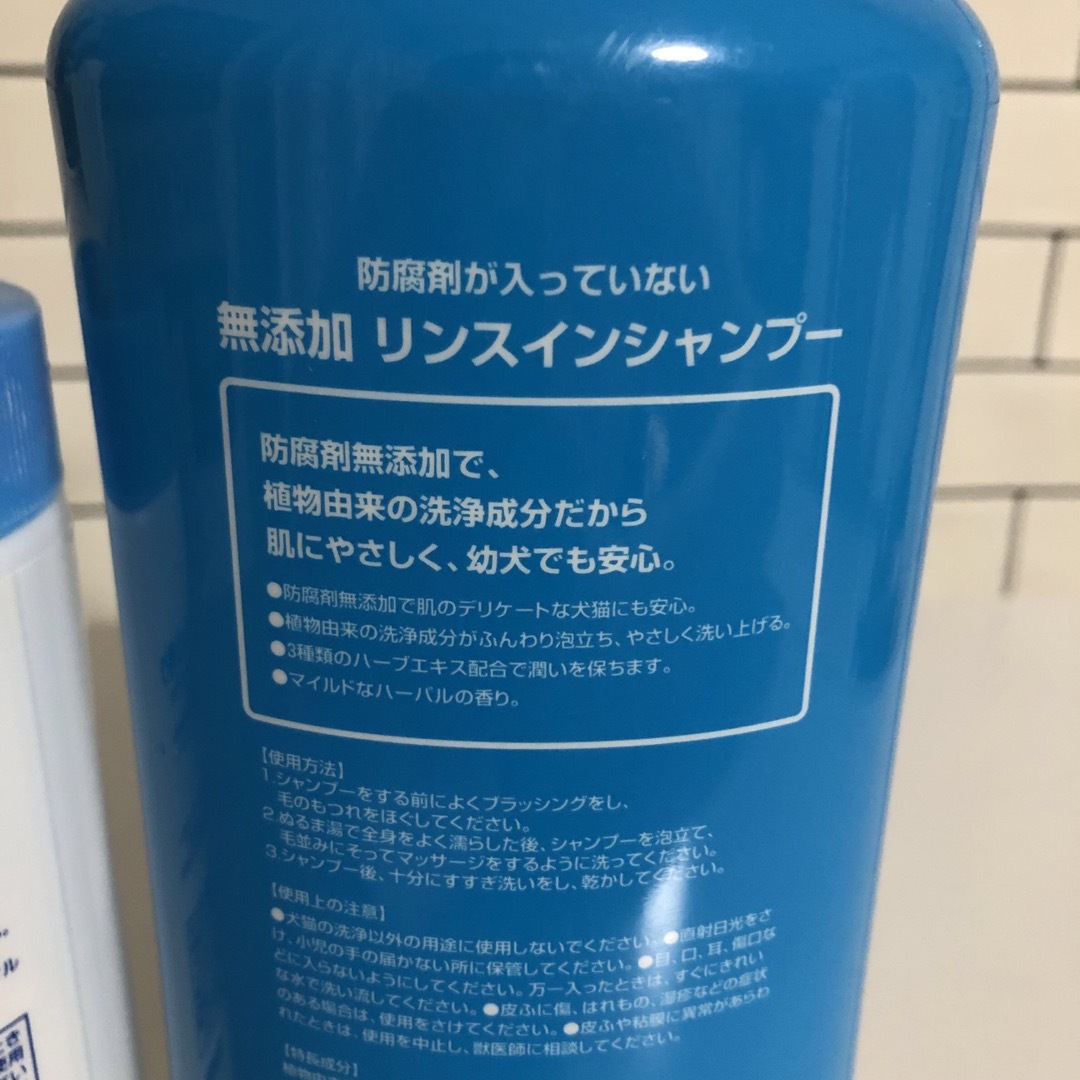 防腐剤が入っていない
無添加 リンスインシャンプー
防腐剤無添加で、
植物由来の洗浄成分だから
肌にやさしく、幼犬でも安心。
●防腐剤無添加で肌のデリケートな犬猫にも安心。
●植物由来の洗浄成分がふんわり泡立ち、やさしく洗い上げる。
●3種類のハーブエキス配合で潤いを保ちます。
●マイルドなハーバルの香り。
【使用方法】
1.シャンプーをする前によくブラッシングをし、
毛のもつれをほぐしてください。
2.ぬるま湯で全身をよく濡らした後、シャンプーを泡立て、
毛並みにそってマッサージをするように洗ってください。
3.シャンプー後、十分にすすぎ洗いをし、乾かしてください。
【使用上の注意】
●犬猫の洗浄以外の用途に使用しないでください。●直射日光をさ
け、小児の手の届かない所に保管してください。●目、口、耳、傷口な
どに入らないようにしてください。万一入ったときは、すぐにきれい
な水で洗い流してください。●皮ふに傷、はれもの、湿疹などの症状
のある場合は、使用をさけてください。●皮ふや粘膜に異常があらわ
れたときは、使用を中止し、獣医師に相談してください。
【特長成分】
植物由
ル